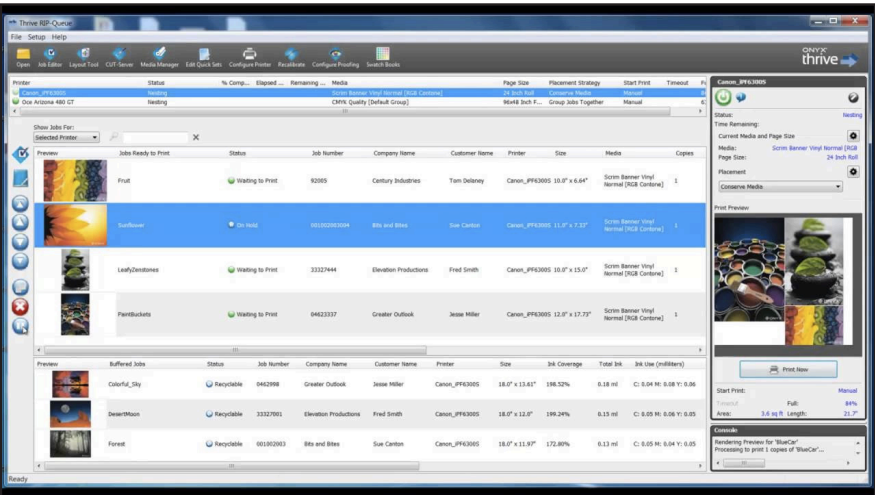 Thrive RIP-Queue
File Setup Help
ONYX
thrive
Open Job Editor Layout Tool CUT-Server Media Manager Edit Quick Sets Configure Printer Recalibrate Configure Proofing Swatch Books
Printer Status % Comp... Elapsed ... Remaining ... Media Page Size Placement Strategy Start Print Timeout
Canon_iPF6300S Nesting Scrim Banner Vinyl Normal [RGB Contone] 24 Inch Roll Conserve Media Manual
Oce Arizona 480 GT Nesting CMYK Quality [Default Group] 96x48 Inch F... Group Jobs Together Manual
Show Jobs For:
Selected Printer
Preview Jobs Ready to Print Status Job Number Company Name Customer Name Printer Size Media Copies
Fruit Waiting to Print 92005 Century Industries Tom Delaney Canon_iPF6300S 10.0" x 6.64" Scrim Banner Vinyl Normal [RGB Contone] 1
Sunflower On Hold 001002003004 Bits and Bites Sue Canton Canon_iPF6300S 11.0" x 7.33" Scrim Banner Vinyl Normal [RGB Contone] 1
LeafyZenstones Waiting to Print 33327444 Elevation Productions Fred Smith Canon_iPF6300S 10.0" x 15.0" Scrim Banner Vinyl Normal [RGB Contone] 1
PaintBuckets Waiting to Print 04623337 Greater Outlook Jesse Miller Canon_iPF6300S 12.0" x 17.73" Scrim Banner Vinyl Normal [RGB Contone] 1
Preview Buffered Jobs Status Job Number Company Name Customer Name Printer Size Ink Coverage Total Ink Ink Use (milliliters)
Colorful_Sky Recyclable 0462998 Greater Outlook Jesse Miller Canon_iPF6300S 18.0" x 13.61" 198.52% 0.18 ml C: 0.04 M: 0.08 Y: 0.06
DesertMoon Recyclable 33327001 Elevation Productions Fred Smith Canon_iPF6300S 18.0" x 12.0" 199.24% 0.15 ml C: 0.05 M: 0.06 Y: 0.05
Forest Recyclable 001002003 Bits and Bites Sue Canton Canon_iPF6300S 18.0" x 11.97" 172.80% 0.13 ml C: 0.05 M: 0.04 Y: 0.05
Canon_iPF6300S
Status: Nesting
Time Remaining:
Current Media and Page Size
Media: Scrim Banner Vinyl Normal [RGB
Page Size: 24 Inch Roll
Placement
Conserve Media
Print Preview
Print Now
Start Print: Manual
Timeout Full: 84%
Area: 3.6 sq ft Length: 21.7"
Console
Rendering Preview for 'BlueCar'
Processing to print 1 copies of 'BlueCar'...
Ready